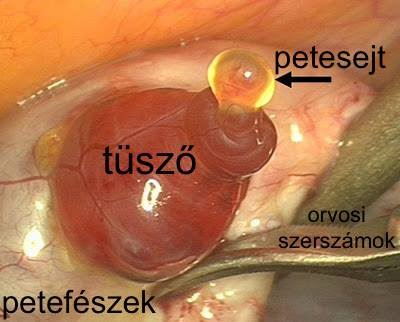 petesejt
tüsző
orvosi
szerszámok
petefészek